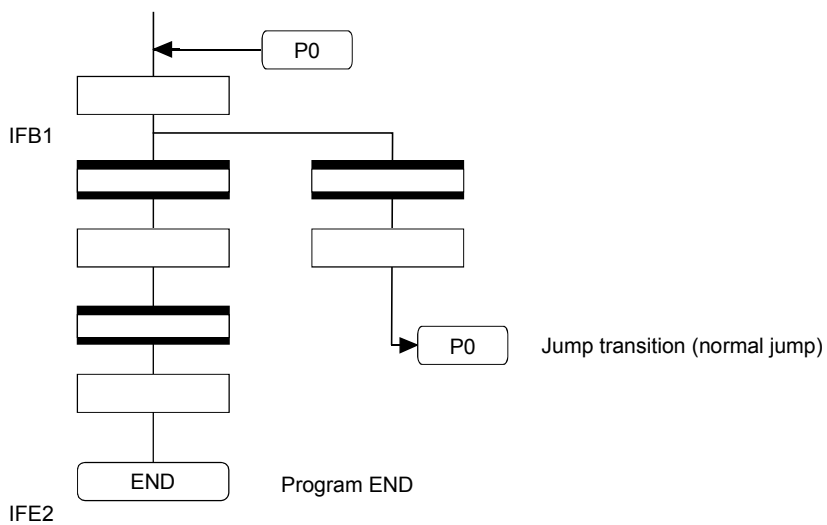 P0
IFB1
P0 Jump transition (normal jump)
END Program END
IFE2